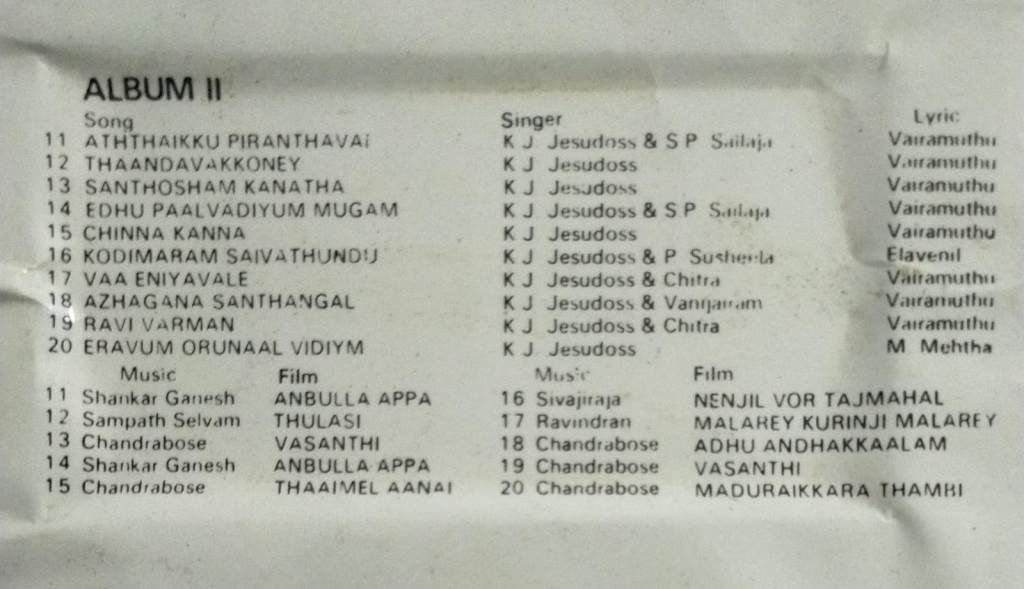 ALBUM II
Song Singer Lyric
11 ATHTHAIKKU PIRANTHAVAI K J Jesudoss & S P Sailaja Vairamuthu
12 THAANDAVAKKONEY K J Jesudoss Vairamuthu
13 SANTHOSHAM KANATHA K J Jesudoss Vairamuthu
14 EDHU PAALVADIYUM MUGAM K J Jesudoss & S P Sailaja Vairamuthu
15 CHINNA KANNA K J Jesudoss Vairamuthu
16 KODIMARAM SAIVATHUNDU K J Jesudoss & P Susheela Elavenil
17 VAA ENIYAVALE K J Jesudoss & Chitra Vairamuthu
18 AZHAGANA SANTHANGAL K J Jesudoss & Vanijairam Vairamuthu
19 RAVI VARMAN K J Jesudoss & Chitra Vairamuthu
20 ERAVUM ORUNAAL VIDIYM K J Jesudoss M Mehtha
Music Film Music Film
11 Shankar Ganesh ANBULLA APPA 16 Sivajiraja NENJIL VOR TAJMAHAL
12 Sampath Selvam THULASI 17 Ravindran MALAREY KURINJI MALAREY
13 Chandrabose VASANTHI 18 Chandrabose ADHU ANDHAKKAALAM
14 Shankar Ganesh ANBULLA APPA 19 Chandrabose VASANTHI
15 Chandrabose THAAIMEL AANAI 20 Chandrabose MADURAIKKARA THAMBI